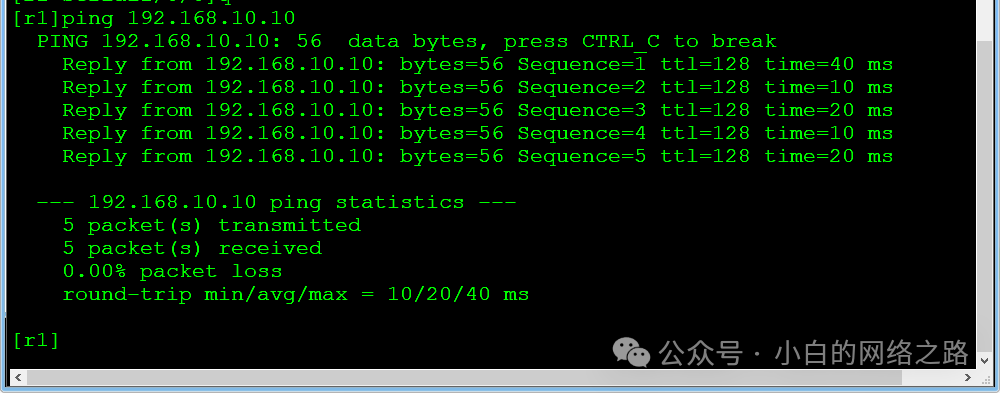 [r1]ping 192.168.10.10
PING 192.168.10.10: 56  data bytes, press CTRL_C to break
Reply from 192.168.10.10: bytes=56 Sequence=1 ttl=128 time=40 ms
Reply from 192.168.10.10: bytes=56 Sequence=2 ttl=128 time=10 ms
Reply from 192.168.10.10: bytes=56 Sequence=3 ttl=128 time=20 ms
Reply from 192.168.10.10: bytes=56 Sequence=4 ttl=128 time=10 ms
Reply from 192.168.10.10: bytes=56 Sequence=5 ttl=128 time=20 ms
--- 192.168.10.10 ping statistics ---
5 packet(s) transmitted
5 packet(s) received
0.00% packet loss
round-trip min/avg/max = 10/20/40 ms
[r1]
公众号 · 小白的网络之路